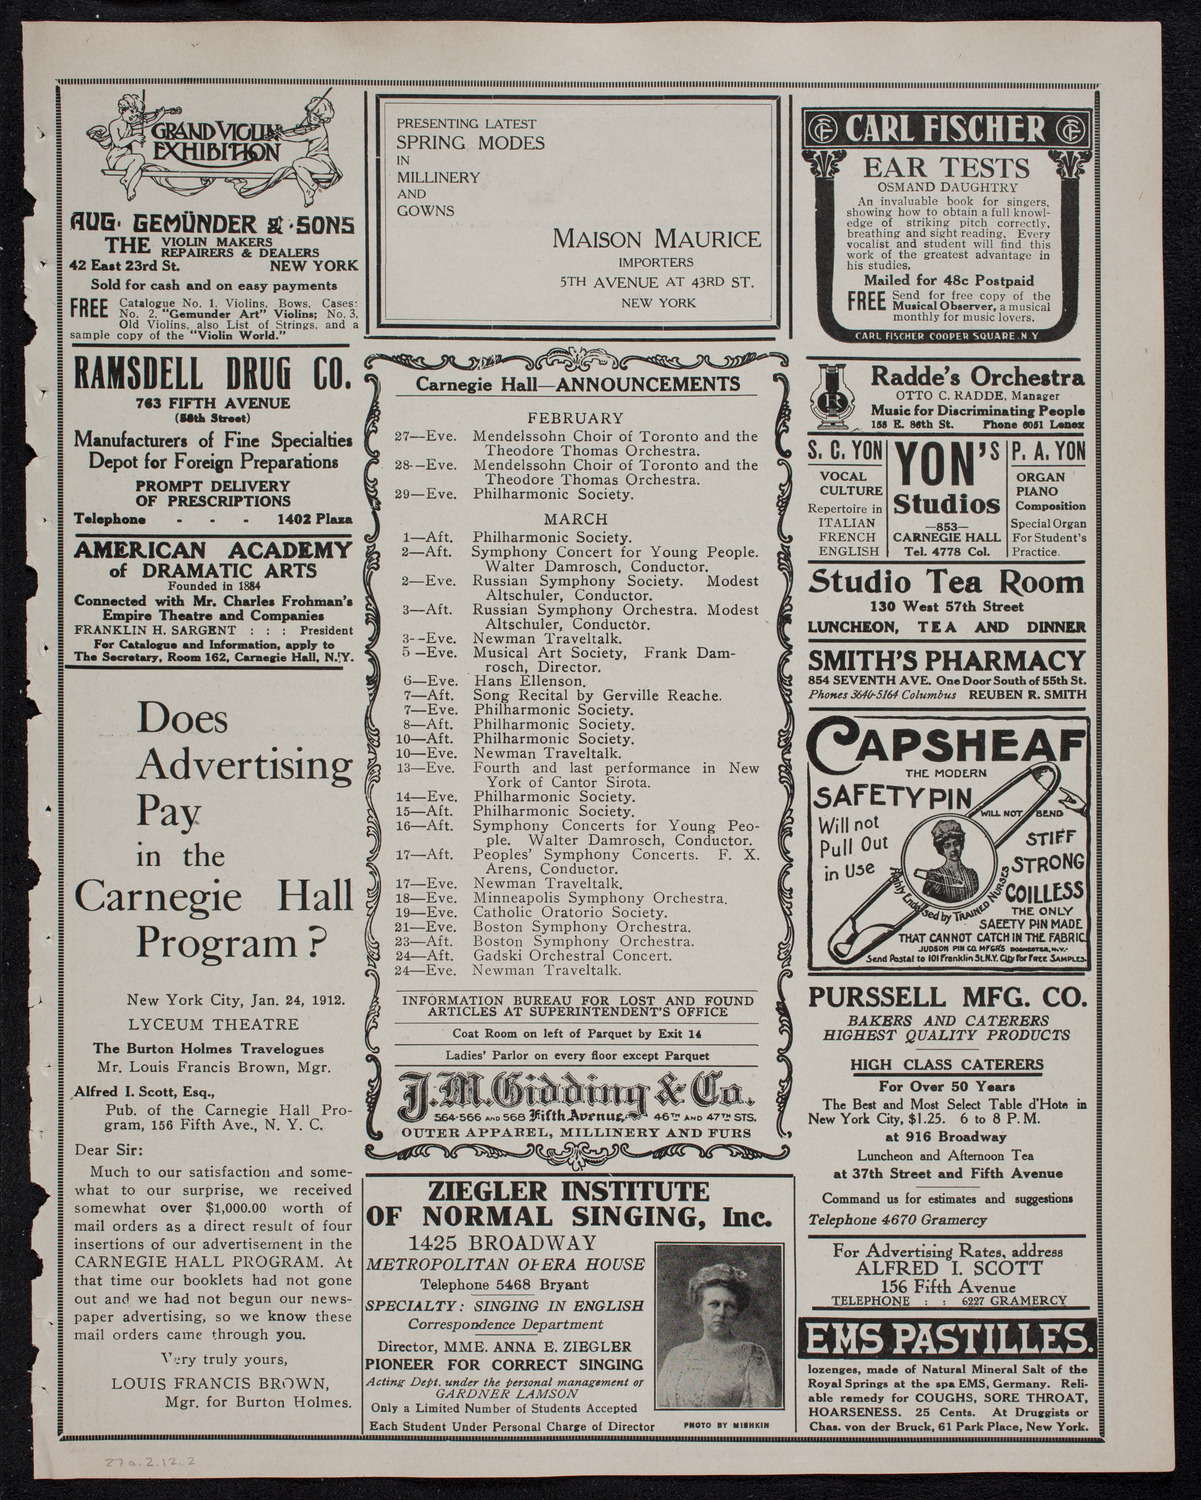 GRAND VIOLIN
EXHIBITION
AUG. GEMÜNDER & SONS
THE VIOLIN MAKERS
REPAIRERS & DEALERS
42 East 23rd St. NEW YORK
Sold for cash and on easy payments
FREE Catalogue No. 1, Violins, Bows, Cases:
No. 2, "Gemunder Art" Violins; No. 3,
Old Violins, also List of Strings, and a
sample copy of the "Violin World."
RAMSDELL DRUG CO.
763 FIFTH AVENUE
(58th Street)
Manufacturers of Fine Specialties
Depot for Foreign Preparations
PROMPT DELIVERY
OF PRESCRIPTIONS
Telephone - - - 1402 Plaza
AMERICAN ACADEMY
of DRAMATIC ARTS
Founded in 1884
Connected with Mr. Charles Frohman's
Empire Theatre and Companies
FRANKLIN H. SARGENT : : : President
For Catalogue and Information, apply to
The Secretary, Room 162, Carnegie Hall, N.Y.
Does
Advertising
Pay
in the
Carnegie Hall
Program?
New York City, Jan. 24, 1912.
LYCEUM THEATRE
The Burton Holmes Travelogues
Mr. Louis Francis Brown, Mgr.
Alfred I. Scott, Esq.,
Pub. of the Carnegie Hall Pro-
gram, 156 Fifth Ave., N. Y. C.
Dear Sir:
Much to our satisfaction and some-
what to our surprise, we received
somewhat over $1,000.00 worth of
mail orders as a direct result of four
insertions of our advertisement in the
CARNEGIE HALL PROGRAM. At
that time our booklets had not gone
out and we had not begun our news-
paper advertising, so we know these
mail orders came through you.
Very truly yours,
LOUIS FRANCIS BROWN,
Mgr. for Burton Holmes.
PRESENTING LATEST
SPRING MODES
IN
MILLINERY
AND
GOWNS
MAISON MAURICE
IMPORTERS
5TH AVENUE AT 43RD ST.
NEW YORK
Carnegie Hall—ANNOUNCEMENTS
FEBRUARY
27—Eve. Mendelssohn Choir of Toronto and the
Theodore Thomas Orchestra.
28--Eve. Mendelssohn Choir of Toronto and the
Theodore Thomas Orchestra.
29—Eve. Philharmonic Society.
MARCH
1—Aft. Philharmonic Society.
2—Aft. Symphony Concert for Young People.
Walter Damrosch, Conductor.
2—Eve. Russian Symphony Society. Modest
Altschuler, Conductor.
3—Aft. Russian Symphony Orchestra. Modest
Altschuler, Conductor.
3--Eve. Newman Traveltalk.
5—Eve. Musical Art Society, Frank Dam-
rosch, Director.
6—Eve. Hans Ellenson.
7—Aft. Song Recital by Gerville Reache.
7—Eve. Philharmonic Society.
8—Aft. Philharmonic Society.
10—Aft. Philharmonic Society.
10—Eve. Newman Traveltalk.
13—Eve. Fourth and last performance in New
York of Cantor Sirota.
14—Eve. Philharmonic Society.
15—Aft. Philharmonic Society.
16—Aft. Symphony Concerts for Young Peo-
ple. Walter Damrosch, Conductor.
17—Aft. Peoples' Symphony Concerts. F. X.
Arens, Conductor.
17—Eve. Newman Traveltalk.
18—Eve. Minneapolis Symphony Orchestra.
19—Eve. Catholic Oratorio Society.
21—Eve. Boston Symphony Orchestra.
23—Aft. Boston Symphony Orchestra.
24—Aft. Gadski Orchestral Concert.
24—Eve. Newman Traveltalk.
INFORMATION BUREAU FOR LOST AND FOUND
ARTICLES AT SUPERINTENDENT'S OFFICE
Coat Room on left of Parquet by Exit 14
Ladies' Parlor on every floor except Parquet
J.M. Gidding & Co.
564-566 AND 568 Fifth Avenue, 46TH AND 47TH STS.
OUTER APPAREL, MILLINERY AND FURS
ZIEGLER INSTITUTE
OF NORMAL SINGING, Inc.
1425 BROADWAY
METROPOLITAN OPERA HOUSE
Telephone 5468 Bryant
SPECIALTY: SINGING IN ENGLISH
Correspondence Department
Director, MME. ANNA E. ZIEGLER
PIONEER FOR CORRECT SINGING
Acting Dept. under the personal management of
GARDNER LAMSON
Only a Limited Number of Students Accepted
Each Student Under Personal Charge of Director
PHOTO BY MISHKIN
CF CARL FISCHER CF
EAR TESTS
OSMAND DAUGHTRY
An invaluable book for singers,
showing how to obtain a full knowl-
edge of striking pitch correctly,
breathing and sight reading. Every
vocalist and student will find this
work of the greatest advantage in
his studies.
Mailed for 48c Postpaid
FREE Send for free copy of the
Musical Observer, a musical
monthly for music lovers.
CARL FISCHER COOPER SQUARE. N.Y.
R
Radde's Orchestra
OTTO C. RADDE, Manager
Music for Discriminating People
158 E. 86th St. Phone 6051 Lenox
S. C. YON
VOCAL
CULTURE
Repertoire in
ITALIAN
FRENCH
ENGLISH
YON'S
Studios
—853—
CARNEGIE HALL
Tel. 4778 Col.
P. A. YON
ORGAN
PIANO
Composition
Special Organ
For Student's
Practice.
Studio Tea Room
130 West 57th Street
LUNCHEON, TEA AND DINNER
SMITH'S PHARMACY
854 SEVENTH AVE. One Door South of 55th St.
Phones 3640-5164 Columbus REUBEN R. SMITH
CAPSHEAF
THE MODERN
SAFETY PIN
WILL NOT BEND
Will not
Pull Out
in Use
STIFF
STRONG
COILLESS
Highly Endorsed by TRAINED NURSES
THE ONLY
SAFETY PIN MADE
THAT CANNOT CATCH IN THE FABRIC.
JUDSON PIN CO. MFGR'S ROCHESTER, N.Y.
Send Postal to 101 Franklin St. N.Y. City for FREE SAMPLES.
PURSSELL MFG. CO.
BAKERS AND CATERERS
HIGHEST QUALITY PRODUCTS
HIGH CLASS CATERERS
For Over 50 Years
The Best and Most Select Table d'Hote in
New York City, $1.25. 6 to 8 P.M.
at 916 Broadway
Luncheon and Afternoon Tea
at 37th Street and Fifth Avenue
Command us for estimates and suggestions
Telephone 4670 Gramercy
For Advertising Rates, address
ALFRED I. SCOTT
156 Fifth Avenue
TELEPHONE : : 6227 GRAMERCY
EMS PASTILLES.
lozenges, made of Natural Mineral Salt of the
Royal Springs at the spa EMS, Germany. Reli-
able remedy for COUGHS, SORE THROAT,
HOARSENESS. 25 Cents. At Druggists or
Chas. von der Bruck, 61 Park Place, New York.
27a.2.12.2